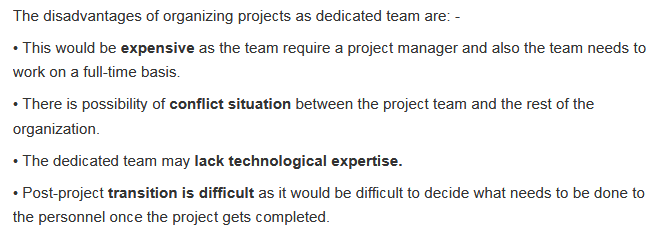 The disadvantages of organizing projects as dedicated team are: -
• This would be expensive as the team require a project manager and also the team needs to
work on a full-time basis.
• There is possibility of conflict situation between the project team and the rest of the
organization.
• The dedicated team may lack technological expertise.
• Post-project transition is difficult as it would be difficult to decide what needs to be done to
the personnel once the project gets completed.